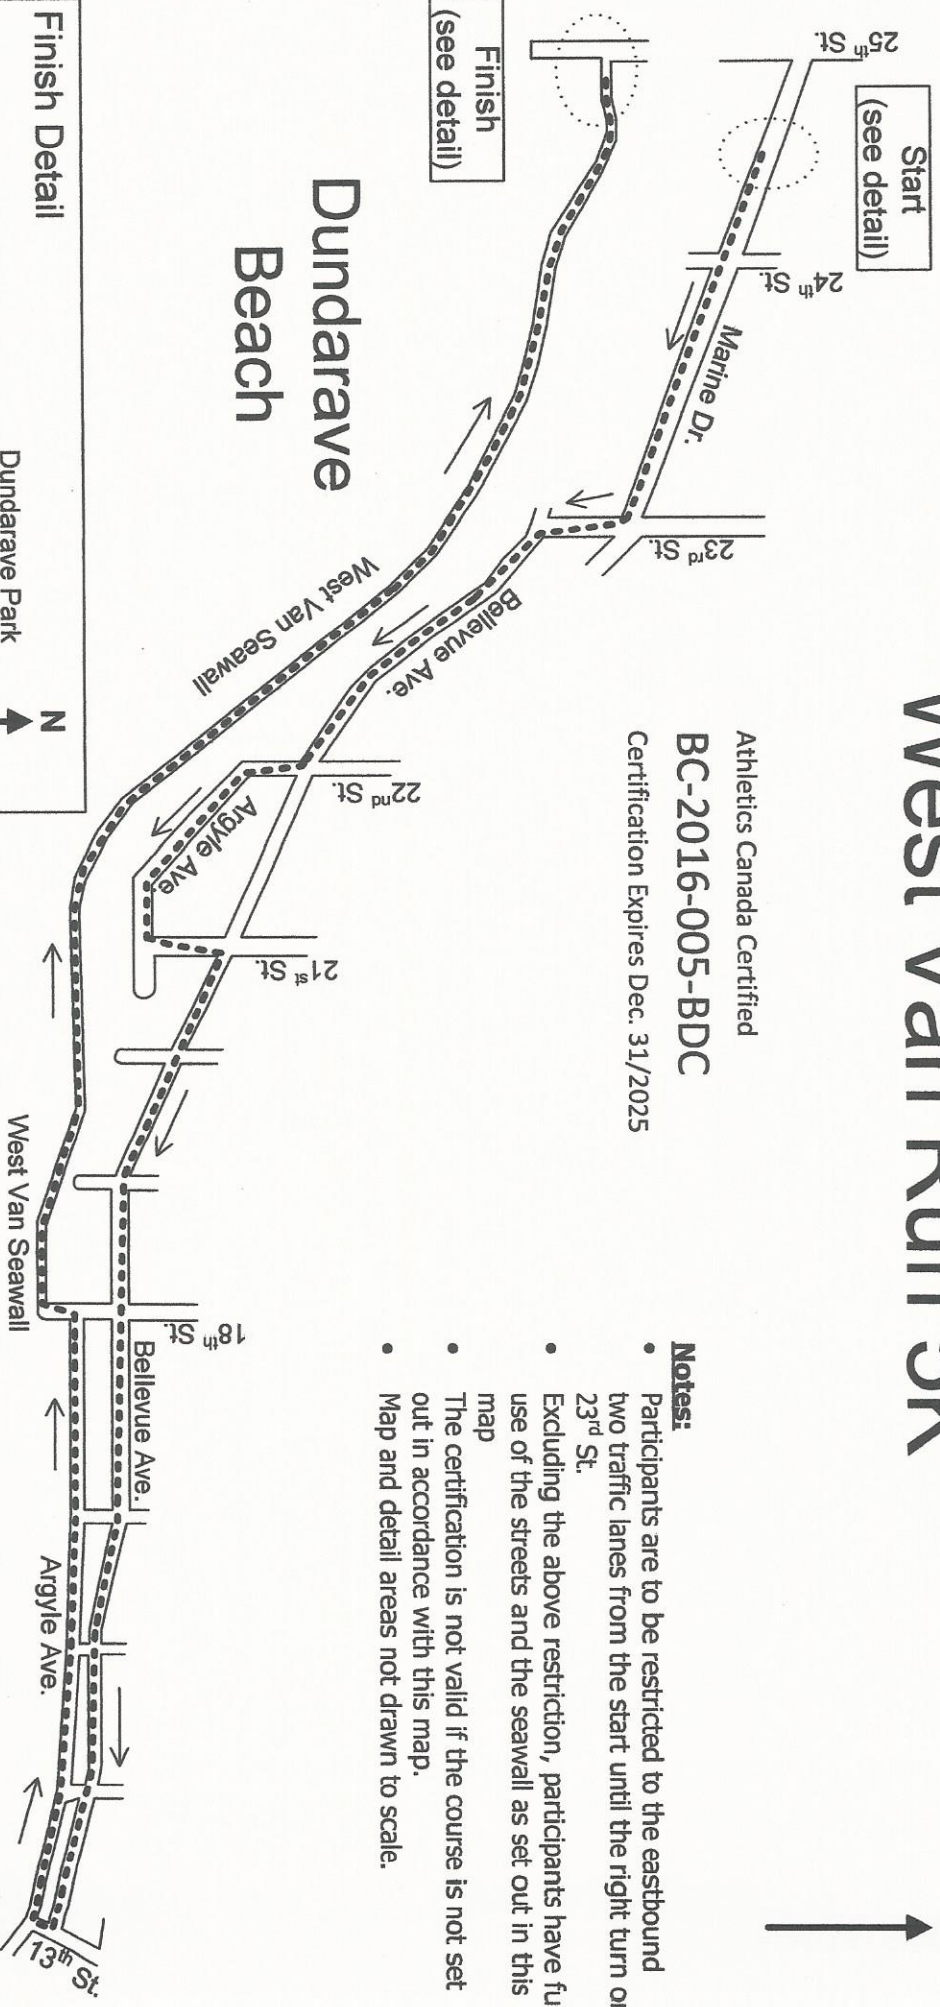 West Van Run 5K
Athletics Canada Certified
BC-2016-005-BDC
Certification Expires Dec. 31/2025
Notes:
• Participants are to be restricted to the eastbound
two traffic lanes from the start until the right turn
23rd St.
• Excluding the above restriction, participants have
use of the streets and the seawall as set out in this
map
• The certification is not valid if the course is not set
out in accordance with this map.
• Map and detail areas not drawn to scale.
Start
(see detail)
25th St.
24th St.
Marine Dr.
23rd St.
Bellevue Ave.
22nd St.
Argyle Ave.
21st St.
18th St.
Bellevue Ave.
Argyle Ave.
13th St.
West Van Seawall
West Van Seawall
Finish
(see detail)
Dundarave
Beach
Finish Detail
Dundarave Park
N